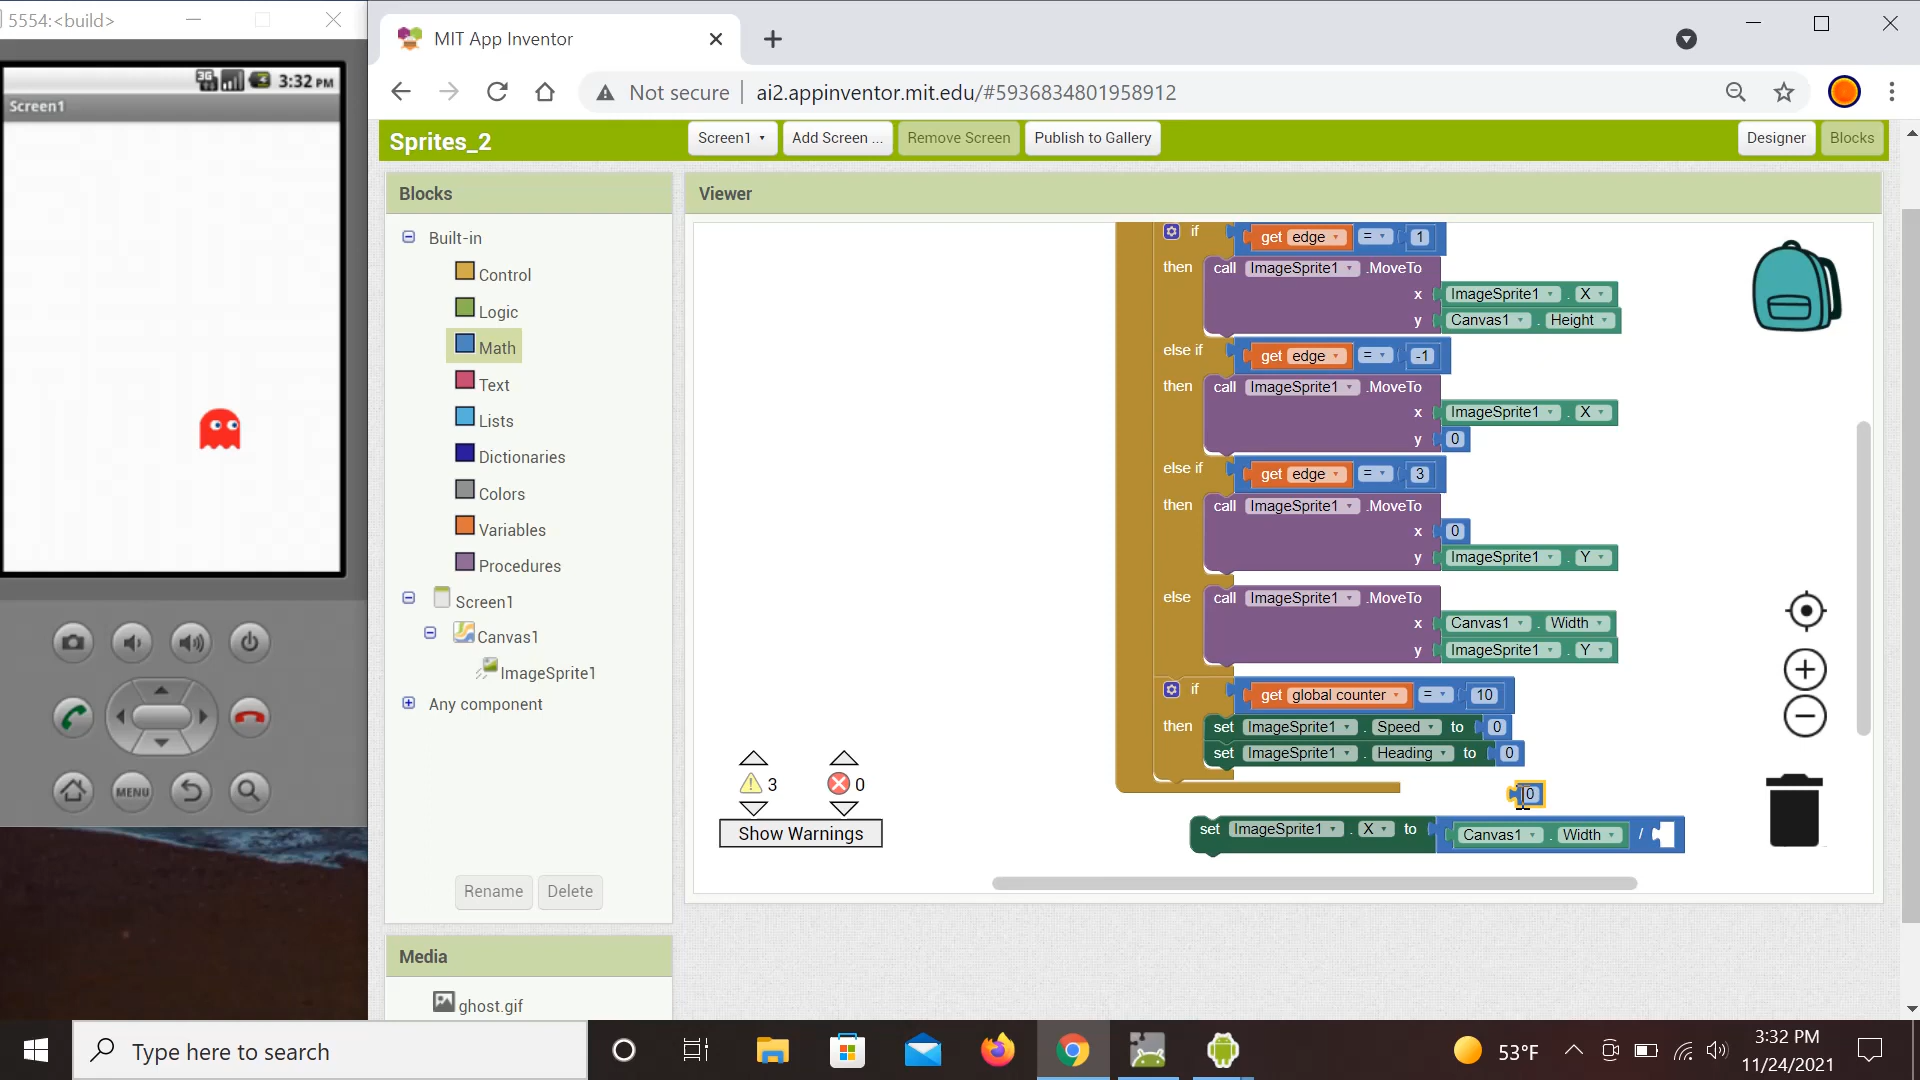 5554:<build>
MIT App Inventor
Not secure
ai2.appinventor.mit.edu/#5936834801958912
3G
3:32 PM
Screen1
Sprites_2
Screen1
Add Screen ...
Remove Screen
Publish to Gallery
Designer
Blocks
Blocks
Viewer
Built-in
Control
Logic
Math
Text
Lists
Dictionaries
Colors
Variables
Procedures
Screen1
Canvas1
ImageSprite1
Any component
Rename
Delete
Media
ghost.gif
if get edge = 1
then call ImageSprite1 .MoveTo
x ImageSprite1 . X
y Canvas1 . Height
else if get edge = -1
then call ImageSprite1 .MoveTo
x ImageSprite1 . X
y 0
else if get edge = 3
then call ImageSprite1 .MoveTo
x 0
y ImageSprite1 . Y
else call ImageSprite1 .MoveTo
x Canvas1 . Width
y ImageSprite1 . Y
if get global counter = 10
then set ImageSprite1 . Speed to 0
set ImageSprite1 . Heading to 0
0
set ImageSprite1 . X to Canvas1 . Width /
3 0
Show Warnings
MENU
Type here to search
53°F
3:32 PM
11/24/2021